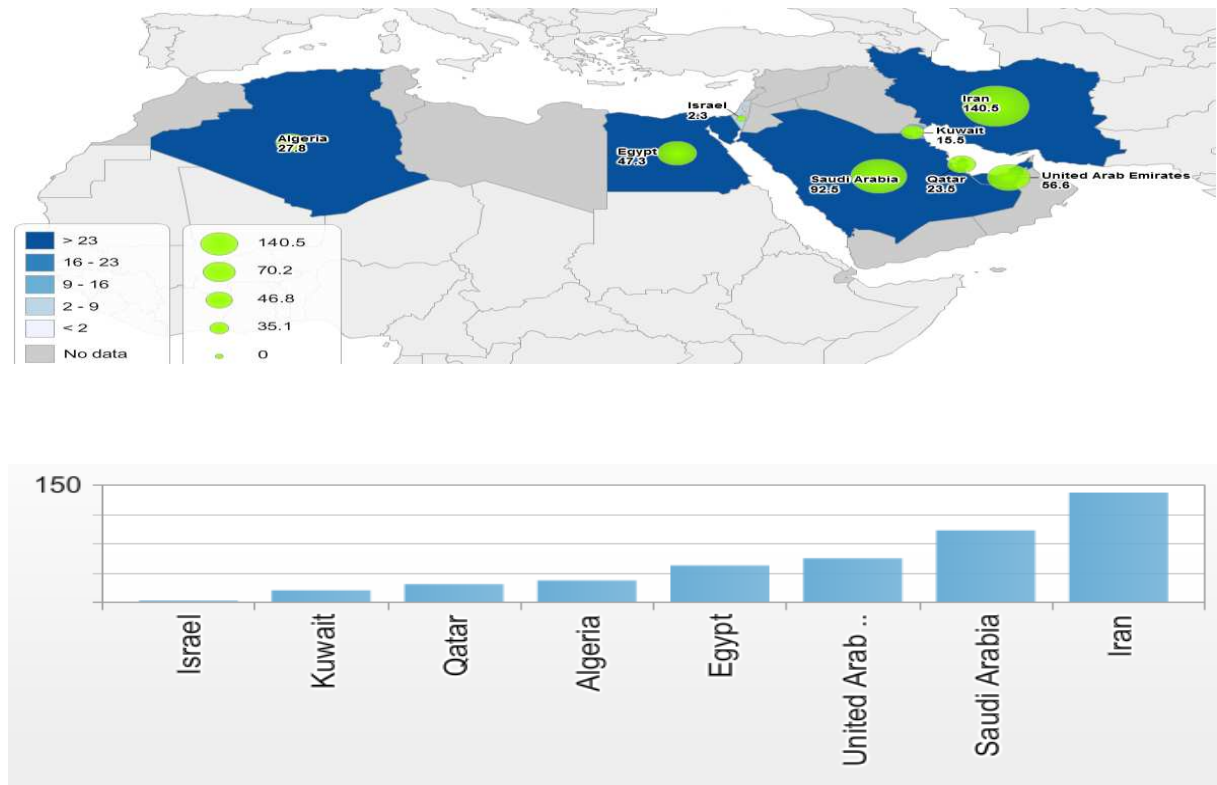 Israel
2.3
Iran
140.5
Kuwait
15.5
Algeria
27.8
Egypt
47.3
Saudi Arabia
92.5
Qatar
23.5
United Arab Emirates
56.6
> 23
16 - 23
9 - 16
2 - 9
< 2
No data
140.5
70.2
46.8
35.1
0
150
Israel
Kuwait
Qatar
Algeria
Egypt
United Arab ..
Saudi Arabia
Iran